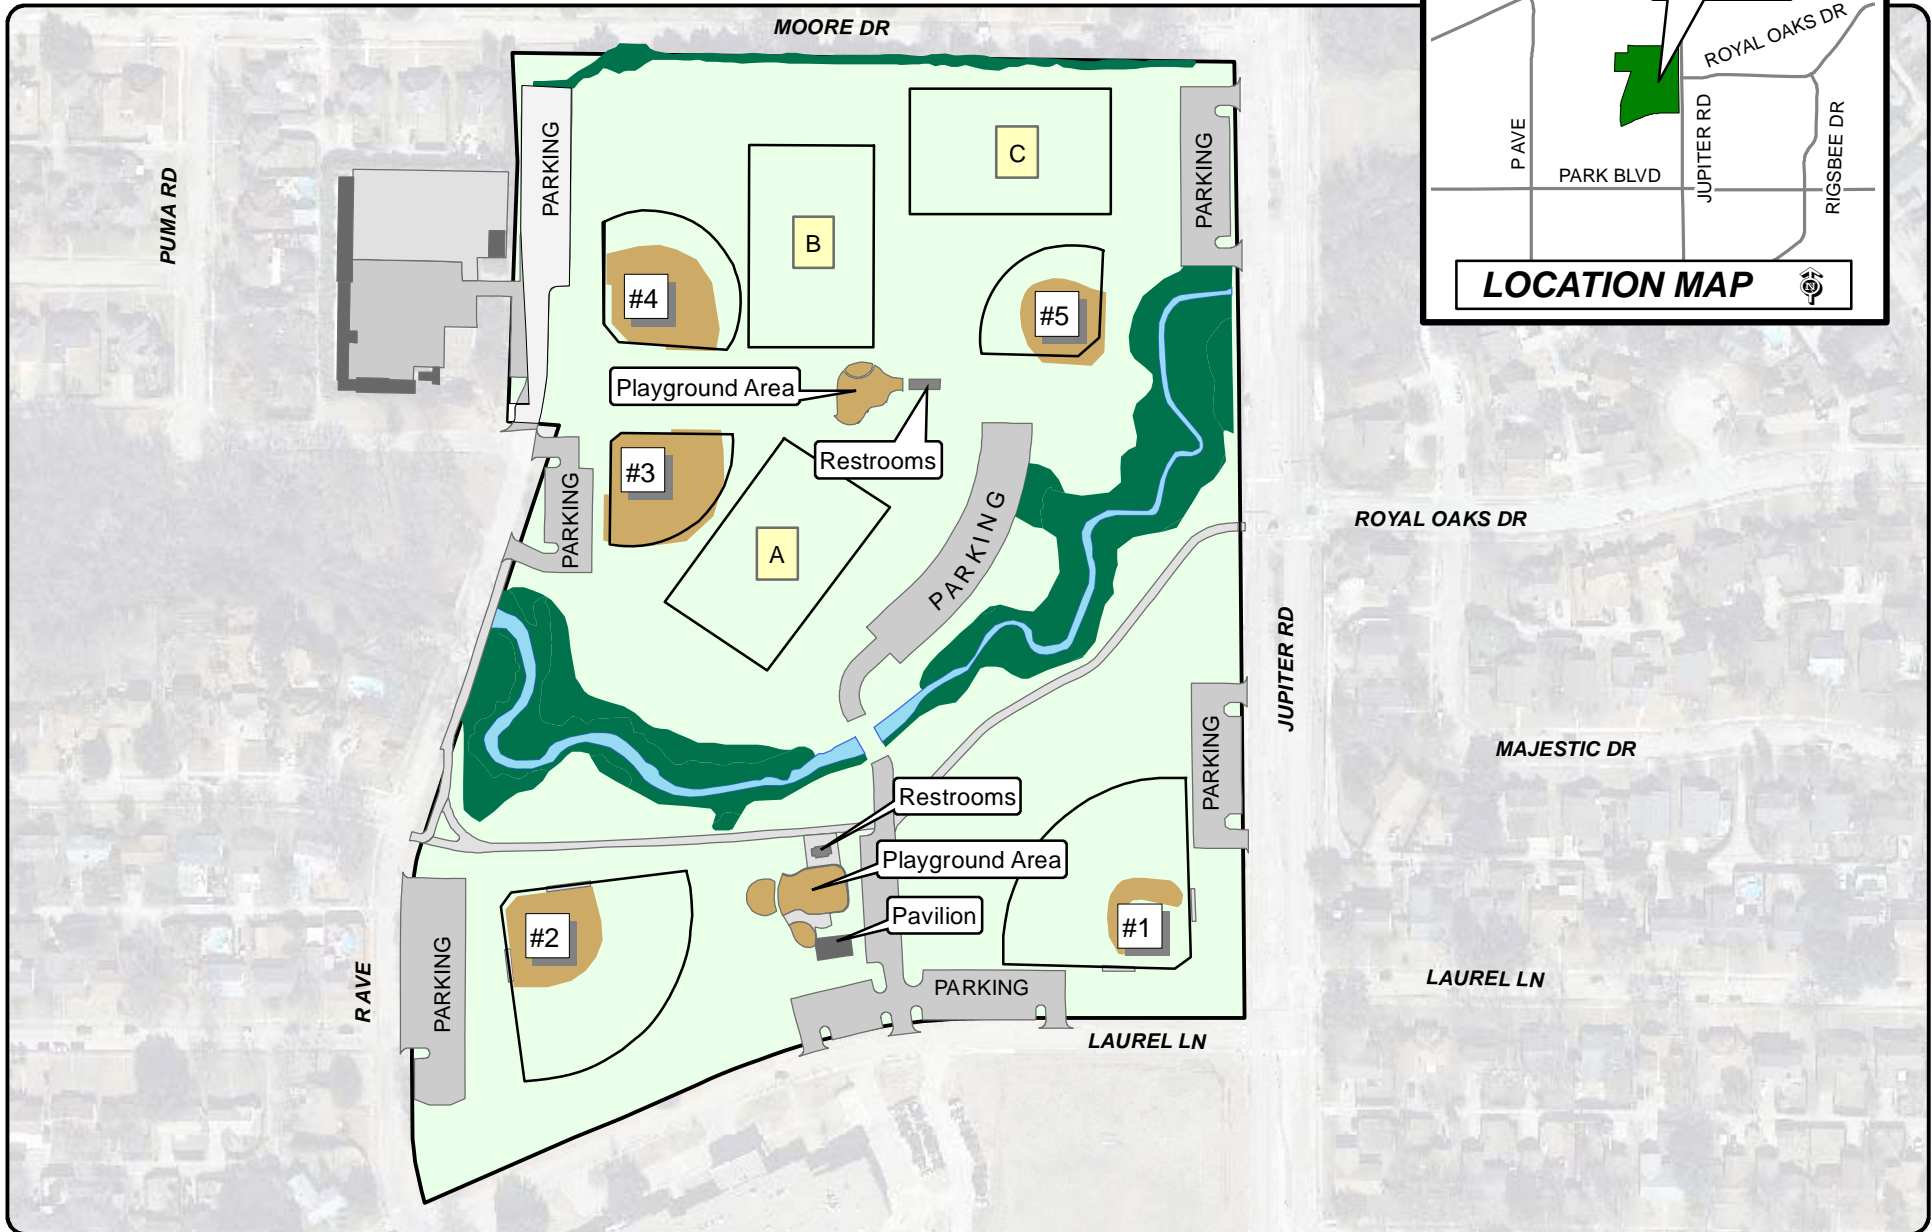 MOORE DR
ROYAL OAKS DR
P AVE
JUPITER RD
RIGSBEE DR
PARK BLVD
LOCATION MAP
N
PUMA RD
PARKING
PARKING
C
B
#4
#5
Playground Area
Restrooms
#3
PARKING
A
PARKING
ROYAL OAKS DR
JUPITER RD
PARKING
MAJESTIC DR
Restrooms
Playground Area
Pavilion
#2
#1
R AVE
PARKING
PARKING
LAUREL LN
LAUREL LN